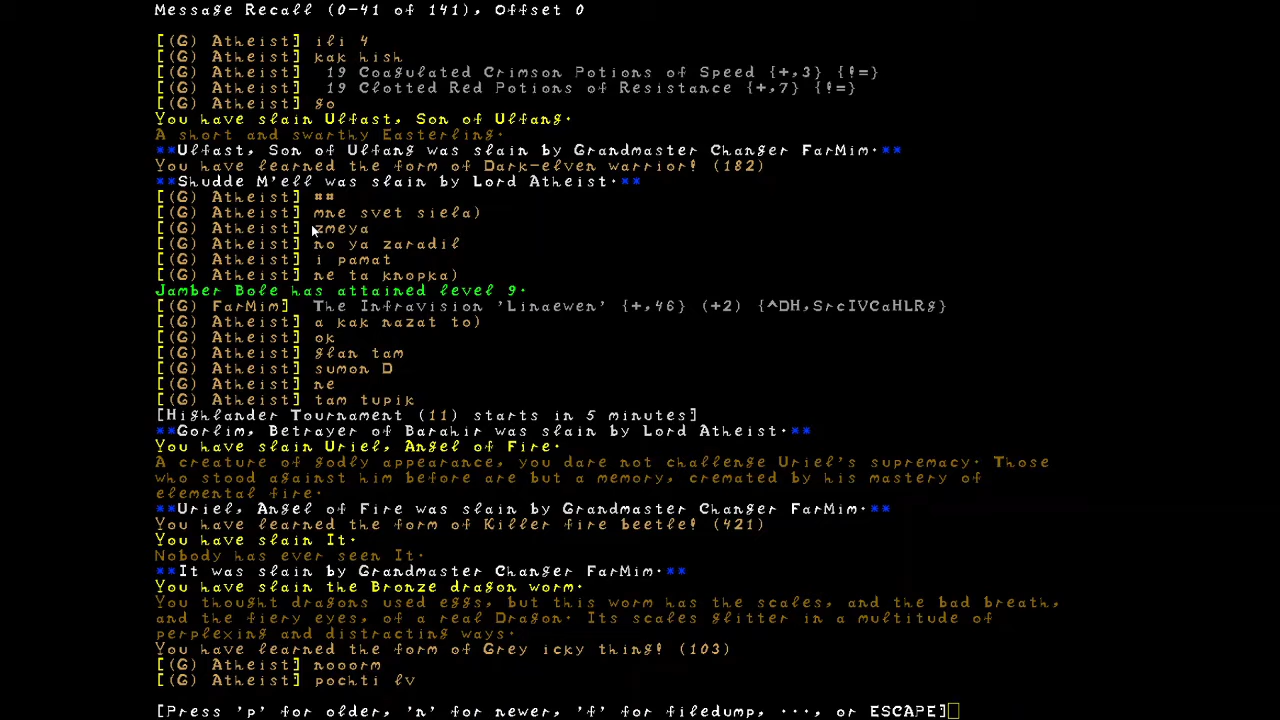 Message Recall (0-41 of 141), Offset 0
[(G) Atheist] ili 4
[(G) Atheist] kak hish
19 Coagulated Crimson Potions of Speed {+,3} {!=}
19 Clotted Red Potions of Resistance {+,7} {!=}
[(G) Atheist] go
You have slain Ulfast, Son of Ulfang.
A short and swarthy Easterling.
**Ulfast, Son of Ulfang was slain by Grandmaster Changer FarMim.**
You have learned the form of Dark-elven warrior! (182)
**Shudde M'ell was slain by Lord Atheist.**
[(G) Atheist] ##
[(G) Atheist] mne svet siela)
[(G) Atheist] zmeya
[(G) Atheist] no ya zaradil
[(G) Atheist] i pamat
[(G) Atheist] ne ta knopka)
Jamber Bole has attained level 9.
[(G) FarMim] The Infravision 'Linaewen' {+,46} (+2) {^DH,SrcIVCaHLRg}
[(G) Atheist] a kak nazat to)
[(G) Atheist] ok
[(G) Atheist] glan tam
[(G) Atheist] sumon D
[(G) Atheist] ne
[(G) Atheist] tam tupik
[Highlander Tournament (11) starts in 5 minutes]
**Gorlim, Betrayer of Barahir was slain by Lord Atheist.**
You have slain Uriel, Angel of Fire.
A creature of godly appearance, you dare not challenge Uriel's supremacy. Those
who stood against him before are but a memory, cremated by his mastery of
elemental fire.
**Uriel, Angel of Fire was slain by Grandmaster Changer FarMim.**
You have learned the form of Killer fire beetle! (421)
You have slain It.
Nobody has ever seen It.
**It was slain by Grandmaster Changer FarMim.**
You have slain the Bronze dragon worm.
You thought dragons used eggs, but this worm has the scales, and the bad breath,
and the fiery eyes, of a real Dragon. Its scales glitter in a multitude of
perplexing and distracting ways.
You have learned the form of Grey icky thing! (103)
[(G) Atheist] nooorm
[(G) Atheist] pochti lv
[Press 'p' for older, 'n' for newer, 'f' for filedump, ..., or ESCAPE]